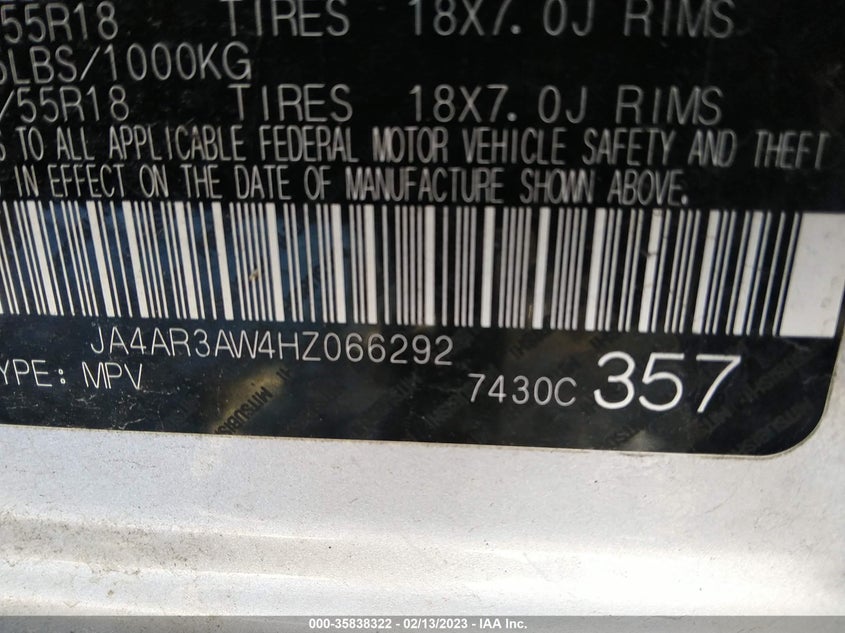 55R18 TIRES 18X7.0J RIMS
LBS/1000KG
/55R18 TIRES 18X7.0J RIMS
TO ALL APPLICABLE FEDERAL MOTOR VEHICLE SAFETY AND THEFT
IN EFFECT ON THE DATE OF MANUFACTURE SHOWN ABOVE.
JA4AR3AW4HZ066292
YPE: MPV 7430C 357
000-35838322 - 02/13/2023 - IAAI.COM